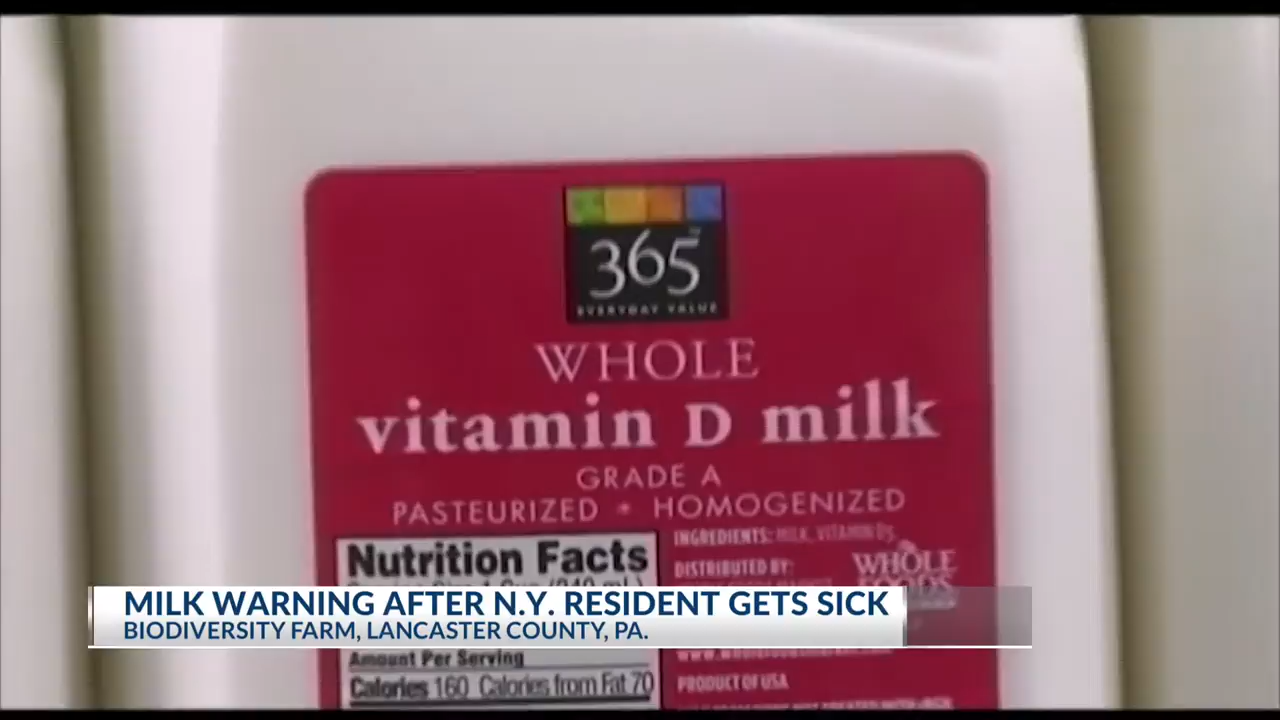 365
EVERYDAY VALUE
WHOLE
vitamin D milk
GRADE A
PASTEURIZED • HOMOGENIZED
Nutrition Facts
INGREDIENTS: MILK, VITAMIN D3
DISTRIBUTED BY:
WHOLE
FOODS
MILK WARNING AFTER N.Y. RESIDENT GETS SICK
BIODIVERSITY FARM, LANCASTER COUNTY, PA.
Amount Per Serving
Calories 160 Calories from Fat 70
PRODUCT OF USA